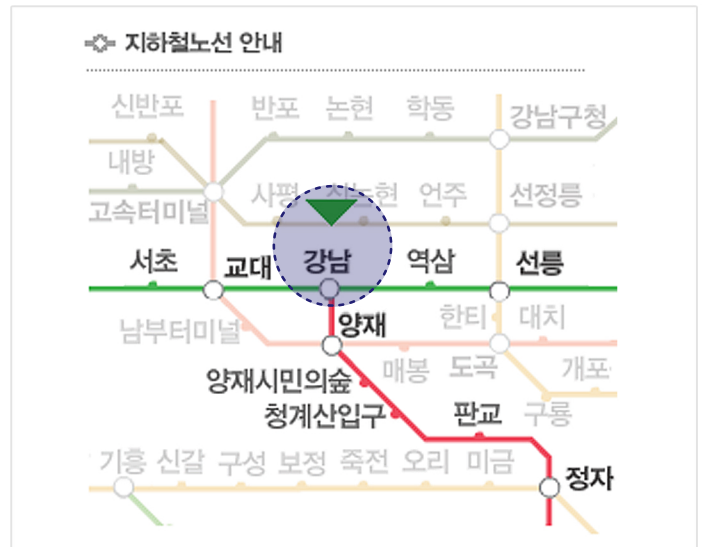 지하철노선 안내
신반포 반포 논현 학동 강남구청
내방
고속터미널 사평 신논현 언주 선정릉
서초 교대 강남 역삼 선릉
남부터미널 양재 한티 대치
양재시민의숲 매봉 도곡 개포
청계산입구 판교 구룡
기흥 신갈 구성 보정 죽전 오리 미금 정자